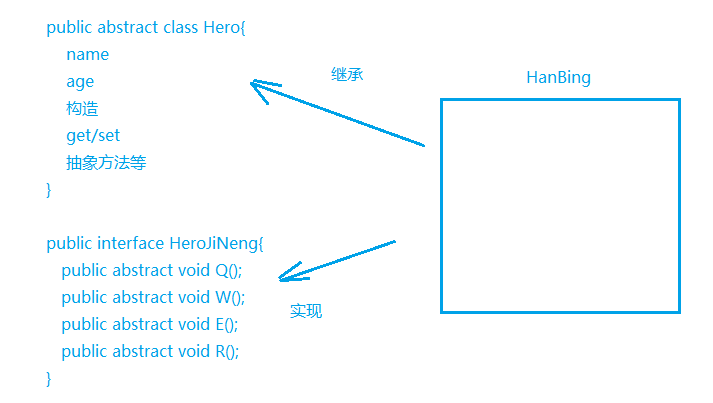 public abstract class Hero{
name
age
构造
get/set
抽象方法等
}
继承
HanBing
public interface HeroJiNeng{
public abstract void Q();
public abstract void W();
public abstract void E();
public abstract void R();
}
实现